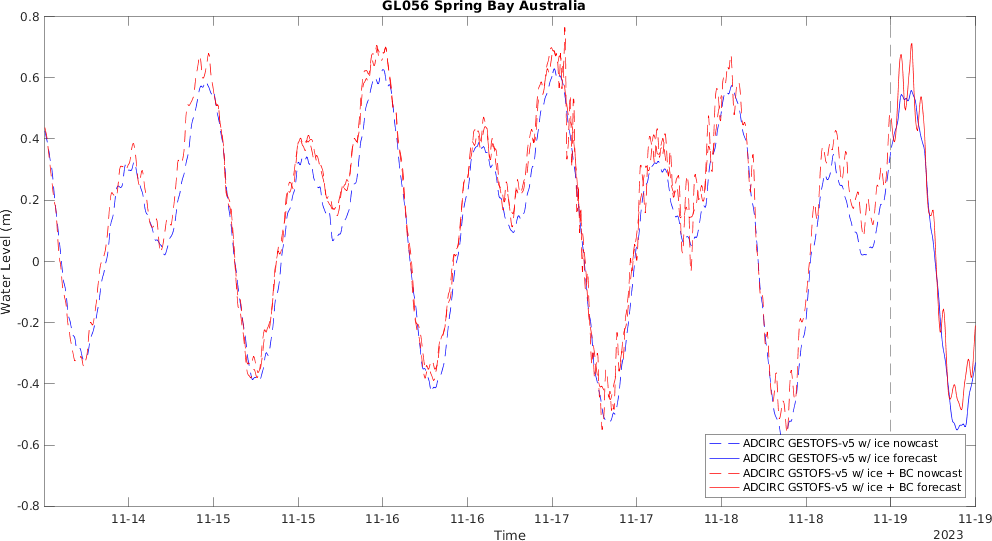 GL056 Spring Bay Australia
Water Level (m)
0.8
0.6
0.4
0.2
0
-0.2
-0.4
-0.6
-0.8
ADCIRC GESTOFS-v5 w/ ice nowcast
ADCIRC GESTOFS-v5 w/ ice forecast
ADCIRC GSTOFS-v5 w/ ice + BC nowcast
ADCIRC GSTOFS-v5 w/ ice + BC forecast
11-14 11-15 11-15 11-16 11-16 11-17 11-17 11-18 11-18 11-19 11-19
Time
2023